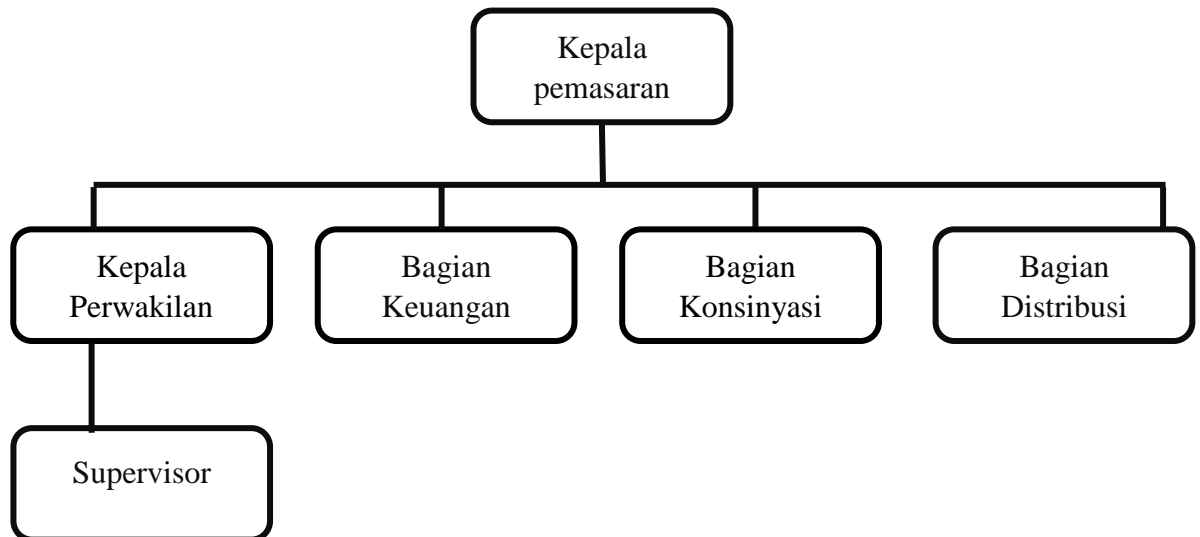 Kepala
pemasaran
Kepala
Perwakilan
Bagian
Keuangan
Bagian
Konsinyasi
Bagian
Distribusi
Supervisor